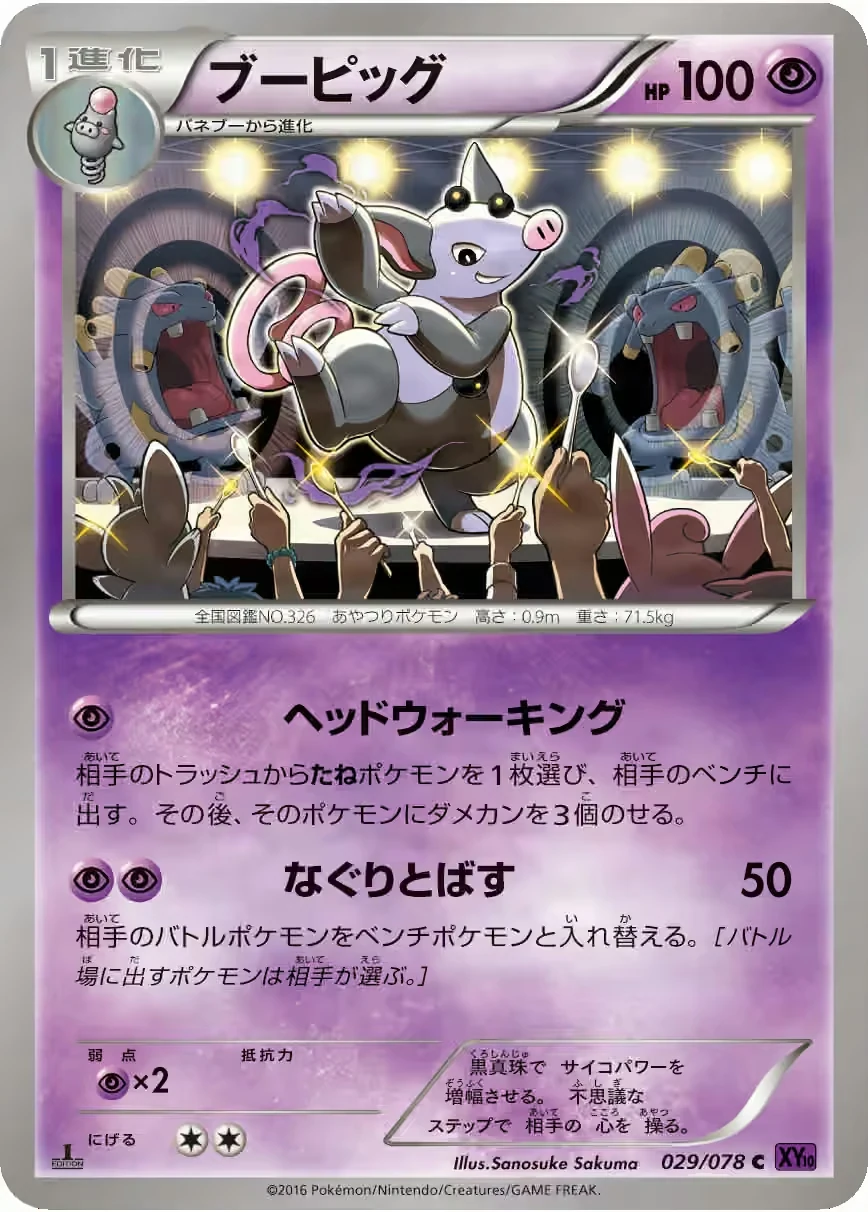 1進化
ブーピッグ
HP 100
バネブーから進化
全国図鑑NO.326 あやつりポケモン 高さ：0.9m 重さ：71.5kg
ヘッドウォーキング
相手のトラッシュからたねポケモンを1枚選び、相手のベンチに
出す。その後、そのポケモンにダメカンを3個のせる。
なぐりとばす 50
相手のバトルポケモンをベンチポケモンと入れ替える。［バトル
場に出すポケモンは相手が選ぶ。］
弱点 抵抗力
×2
にげる
黒真珠で サイコパワーを
増幅させる。 不思議な
ステップで 相手の 心を 操る。
1 EDITION
Illus.Sanosuke Sakuma 029/078 C XY10
©2016 Pokémon/Nintendo/Creatures/GAME FREAK.